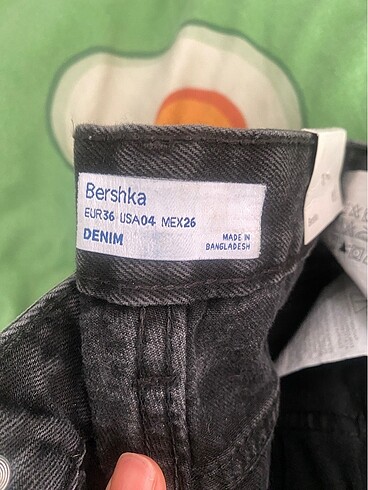 Bershka
EUR36 USA04 MEX26
DENIM
MADE IN
BANGLADESH